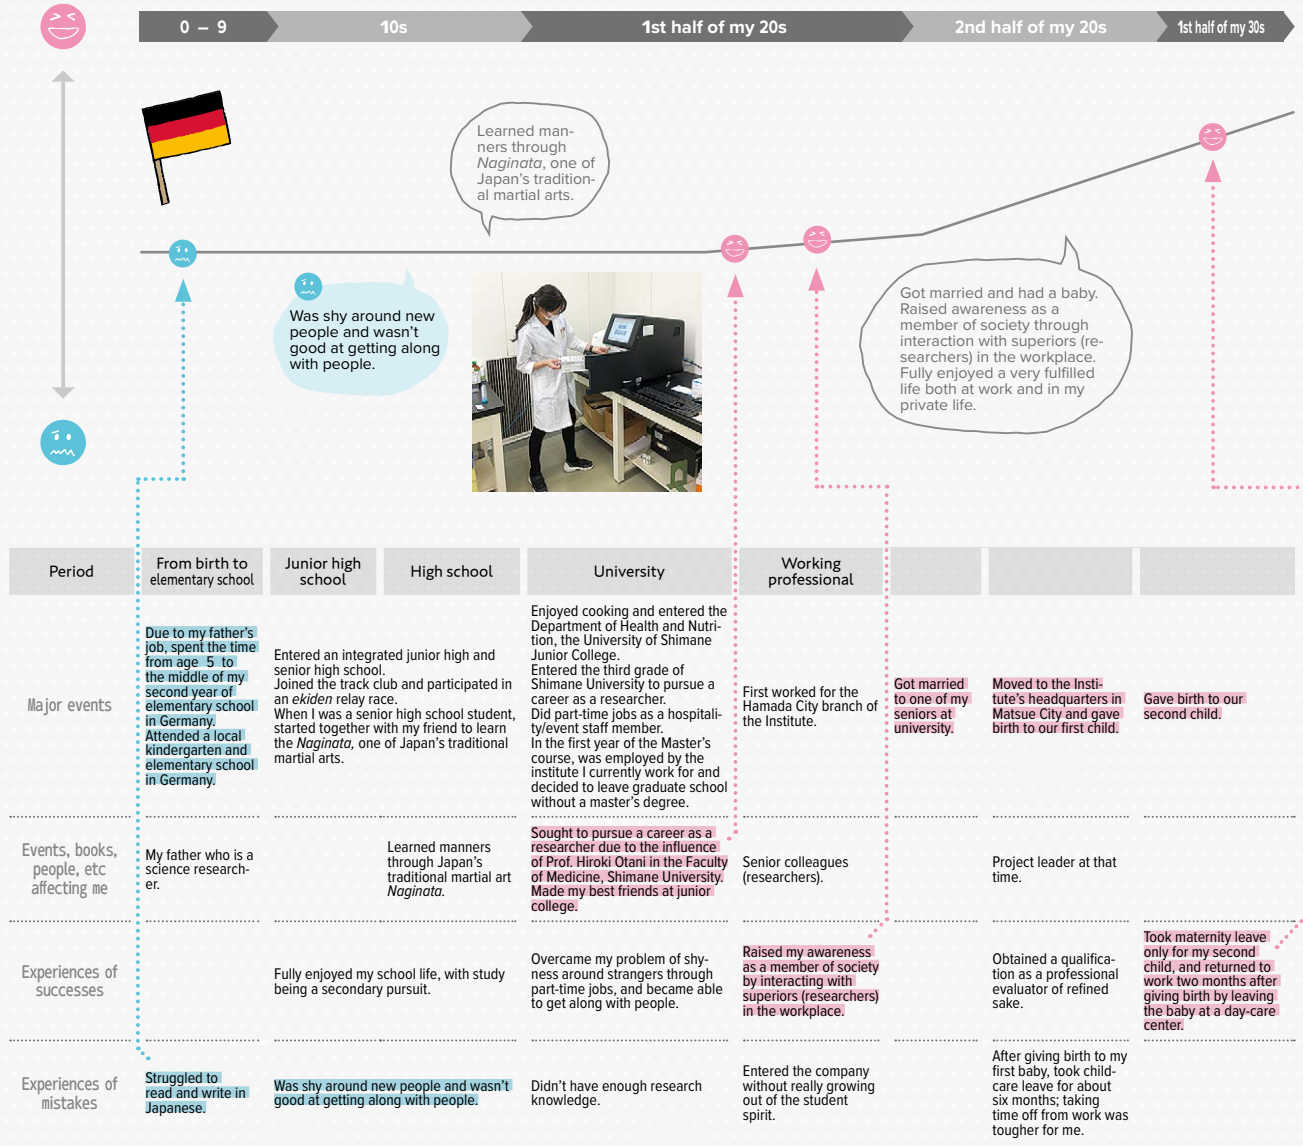 0 – 9
10s
1st half of my 20s
2nd half of my 20s
1st half of my 30s
Learned man-
ners through
Naginata, one of
Japan's tradition-
al martial arts.
Was shy around new
people and wasn't
good at getting along
with people.
Got married and had a baby.
Raised awareness as a
member of society through
interaction with superiors (re-
searchers) in the workplace.
Fully enjoyed a very fulfilled
life both at work and in my
private life.
Period
From birth to
elementary school
Junior high
school
High school
University
Working
professional
Major events
Due to my father's
job, spent the time
from age 5 to
the middle of my
second year of
elementary school
in Germany.
Attended a local
kindergarten and
elementary school
in Germany.
Entered an integrated junior high and
senior high school.
Joined the track club and participated in
an ekiden relay race.
When I was a senior high school student,
started together with my friend to learn
the Naginata, one of Japan's traditional
martial arts.
Enjoyed cooking and entered the
Department of Health and Nutri-
tion, the University of Shimane
Junior College.
Entered the third grade of
Shimane University to pursue a
career as a researcher.
Did part-time jobs as a hospitali-
ty/event staff member.
In the first year of the Master's
course, was employed by the
institute I currently work for and
decided to leave graduate school
without a master's degree.
First worked for the
Hamada City branch of
the Institute.
Got married
to one of my
seniors at
university.
Moved to the Insti-
tute's headquarters in
Matsue City and gave
birth to our first child.
Gave birth to our
second child.
Events, books,
people, etc
affecting me
My father who is a
science research-
er.
Learned manners
through Japan's
traditional martial art
Naginata.
Sought to pursue a career as a
researcher due to the influence
of Prof. Hiroki Otani in the Faculty
of Medicine, Shimane University.
Made my best friends at junior
college.
Senior colleagues
(researchers).
Project leader at that
time.
Experiences of
successes
Fully enjoyed my school life, with study
being a secondary pursuit.
Overcame my problem of shy-
ness around strangers through
part-time jobs, and became able
to get along with people.
Raised my awareness
as a member of society
by interacting with
superiors (researchers)
in the workplace.
Obtained a qualifica-
tion as a professional
evaluator of refined
sake.
Took maternity leave
only for my second
child, and returned to
work two months after
giving birth by leaving
the baby at a day-care
center.
Experiences of
mistakes
Struggled to
read and write in
Japanese.
Was shy around new people and wasn't
good at getting along with people.
Didn't have enough research
knowledge.
Entered the company
without really growing
out of the student
spirit.
After giving birth to my
first baby, took child-
care leave for about
six months; taking
time off from work was
tougher for me.